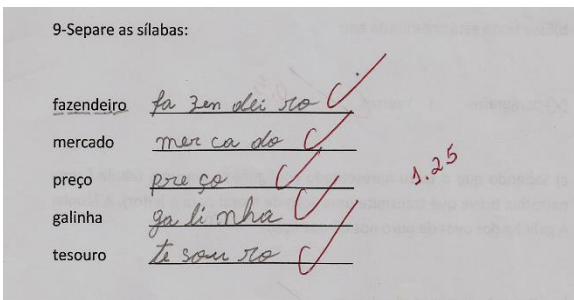 9-Separe as sílabas:
fazendeiro fa zen dei ro
mercado mer ca do
preço pre ço
galinha ga li nha
tesouro te sou ro
1.25